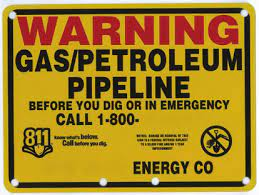 WARNING
GAS/PETROLEUM
PIPELINE
BEFORE YOU DIG OR IN EMERGENCY
CALL 1-800-
811
Know what's below.
Call before you dig.
ENERGY CO